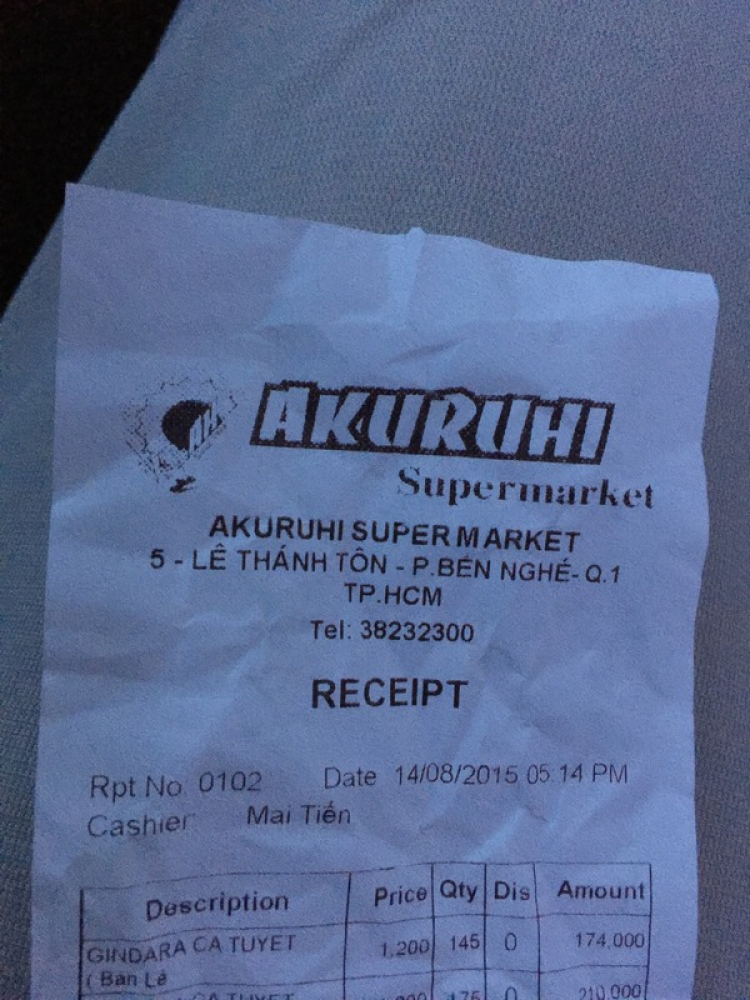 AKURUHI
Supermarket
AKURUHI SUPER MARKET
5 - LÊ THÁNH TÔN - P.BẾN NGHÉ- Q.1
TP.HCM
Tel: 38232300
RECEIPT
Rpt No. 0102 Date 14/08/2015 05:14 PM
Cashier: Mai Tiến
Description Price Qty Dis Amount
GINDARA CA TUYET 1,200 145 0 174,000
( Ban Lẻ
CA TUYET 175 0 210,000